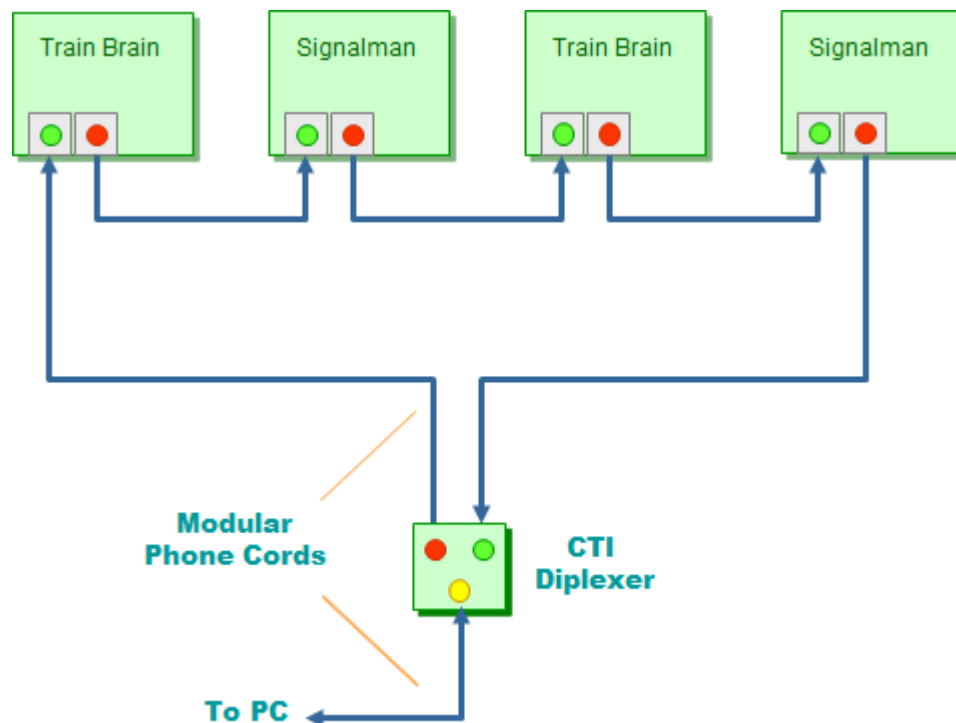 Train Brain
Signalman
Train Brain
Signalman
Modular
Phone Cords
CTI
Diplexer
To PC